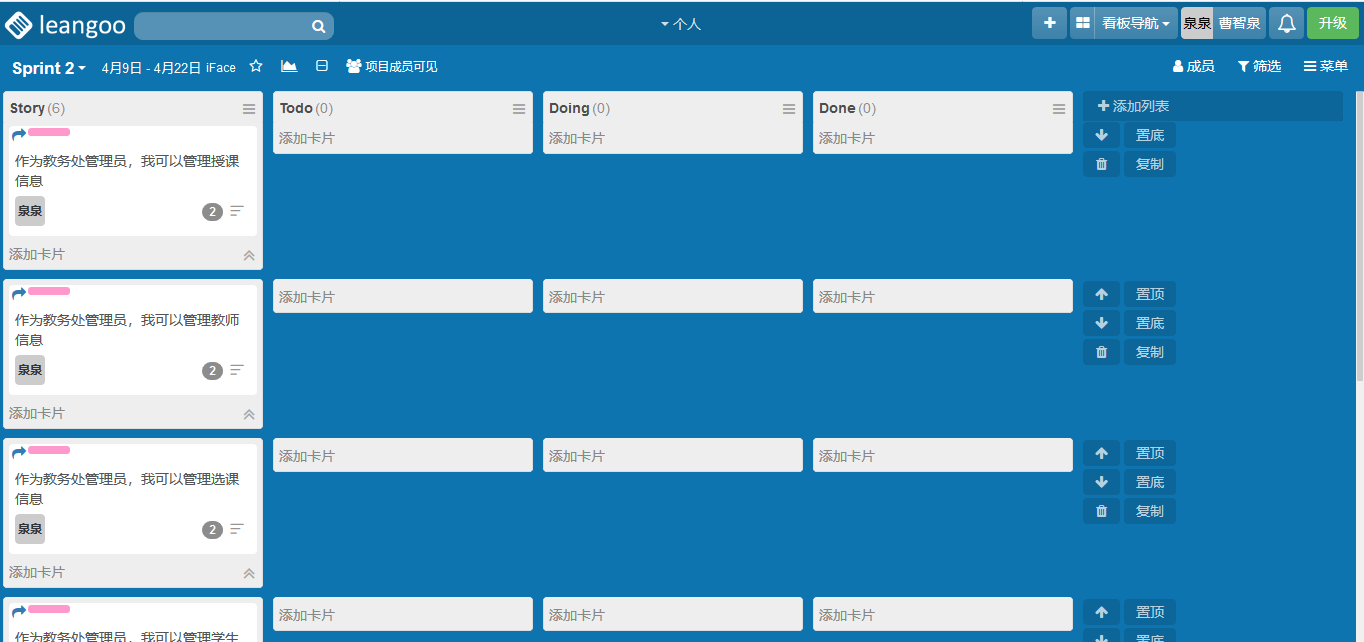 leangoo
个人
看板导航
泉泉 曹智泉
升级
Sprint 2 4月9日 - 4月22日 iFace 项目成员可见
成员 筛选 菜单
Story (6)
Todo (0)
Doing (0)
Done (0)
添加列表
添加卡片
添加卡片
添加卡片
置底
复制
作为教务处管理员，我可以管理授课
信息
泉泉 2
添加卡片
作为教务处管理员，我可以管理教师
信息
泉泉 2
添加卡片
添加卡片
添加卡片
添加卡片
置顶
置底
复制
作为教务处管理员，我可以管理选课
信息
泉泉 2
添加卡片
添加卡片
添加卡片
添加卡片
置顶
置底
复制
作为教务处管理员，我可以管理学生
添加卡片
添加卡片
添加卡片
置顶
置底